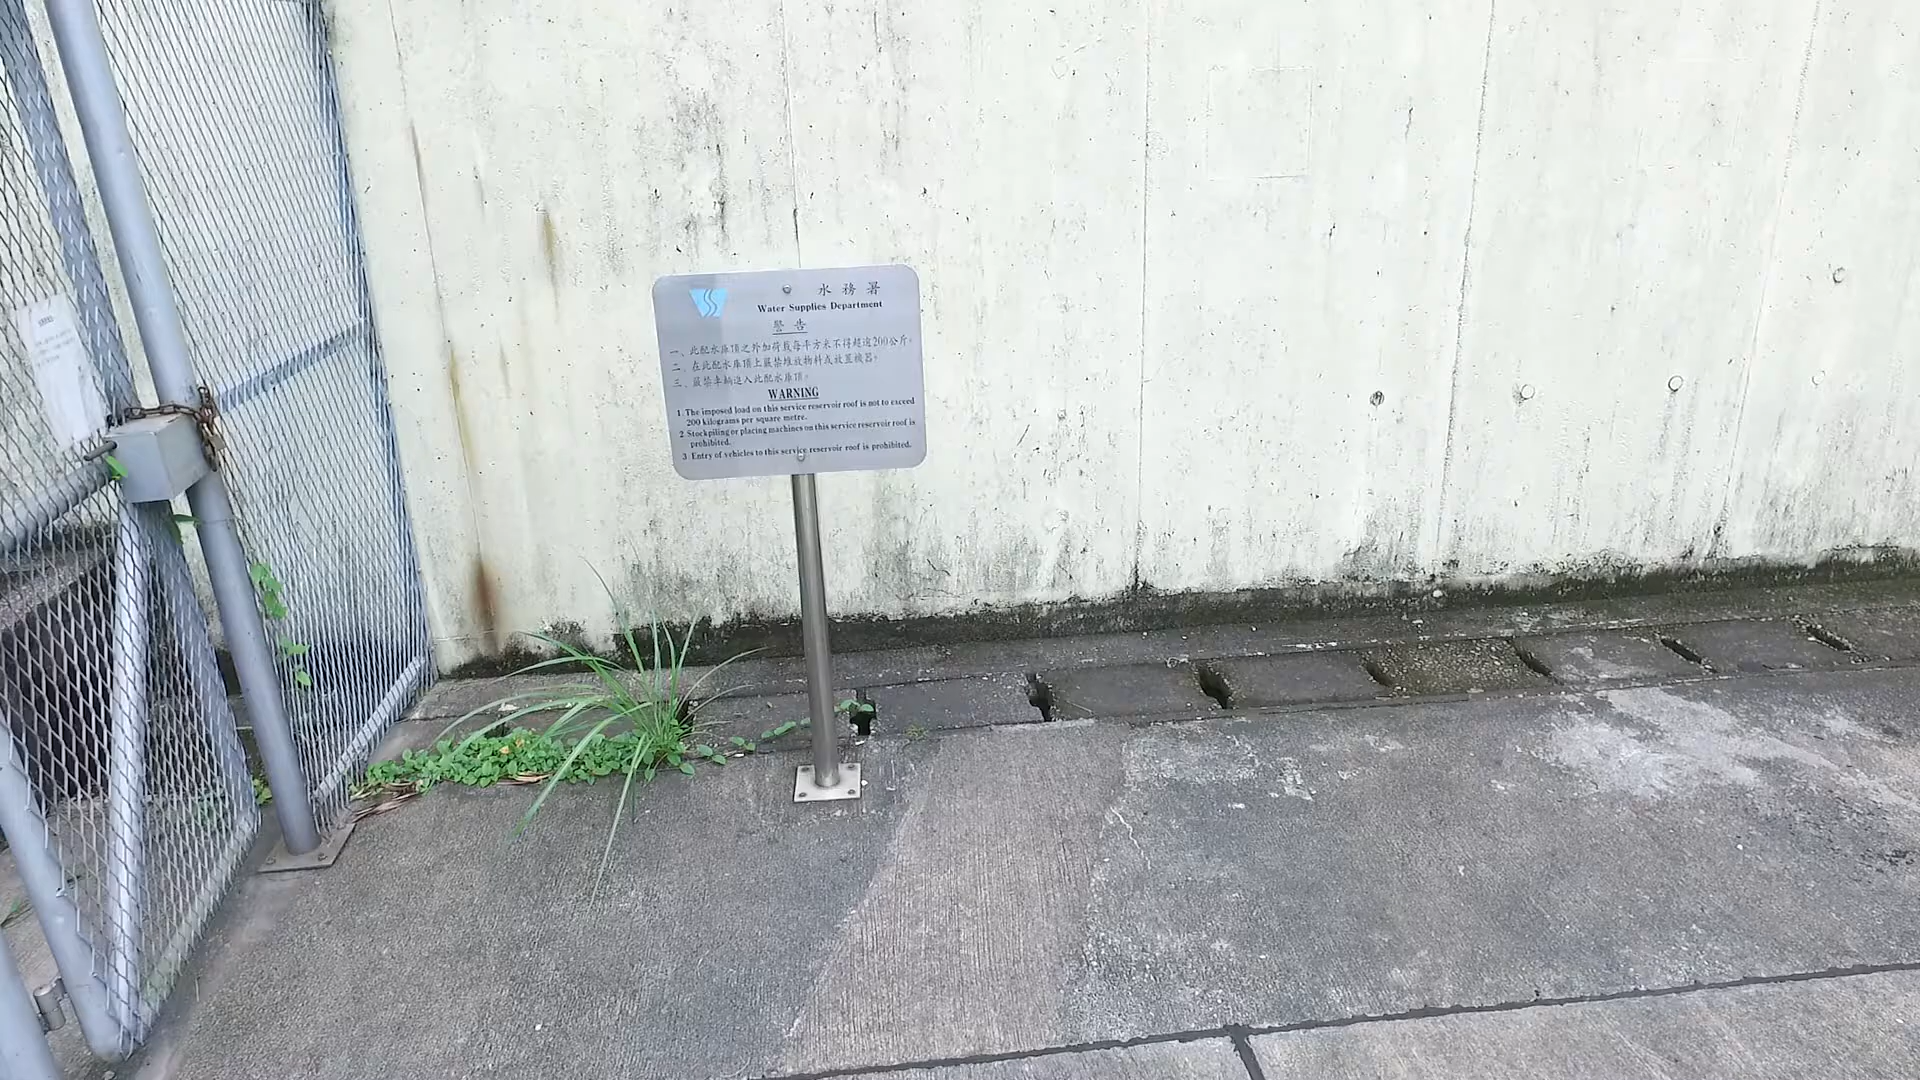 水務署
Water Supplies Department
警告
一、此配水庫頂之外加荷載每平方米不得超逾200公斤。
二、在此配水庫頂上嚴禁堆放物料或放置機器。
三、嚴禁車輛進入此配水庫頂。
WARNING
1. The imposed load on this service reservoir roof is not to exceed
200 kilograms per square metre.
2. Stockpiling or placing machines on this service reservoir roof is
prohibited.
3. Entry of vehicles to this service reservoir roof is prohibited.